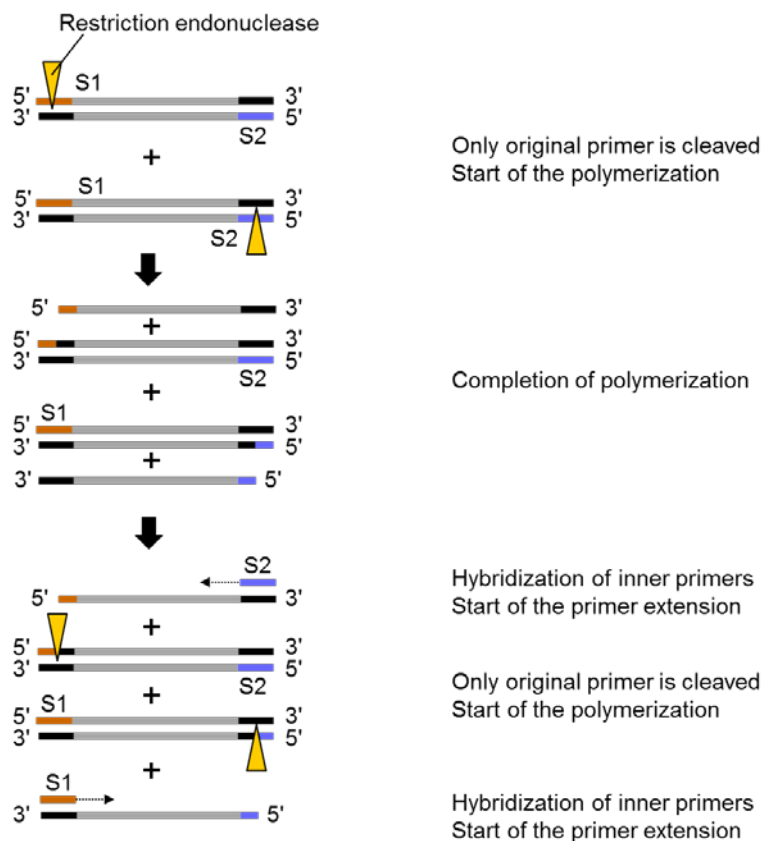 Restriction endonuclease
S1
5' 3'
3' 5'
S2
Only original primer is cleaved
+
Start of the polymerization
S1
5' 3'
3' 5'
S2
5' 3'
+
5' 3'
3' 5'
S2
+
Completion of polymerization
S1
5' 3'
3' 5'
+
3' 5'
S2
Hybridization of inner primers
5' 3'
Start of the primer extension
+
5' 3'
3' 5'
S2
Only original primer is cleaved
+
Start of the polymerization
S1
5' 3'
3' 5'
+
S1
Hybridization of inner primers
3' 5'
Start of the primer extension